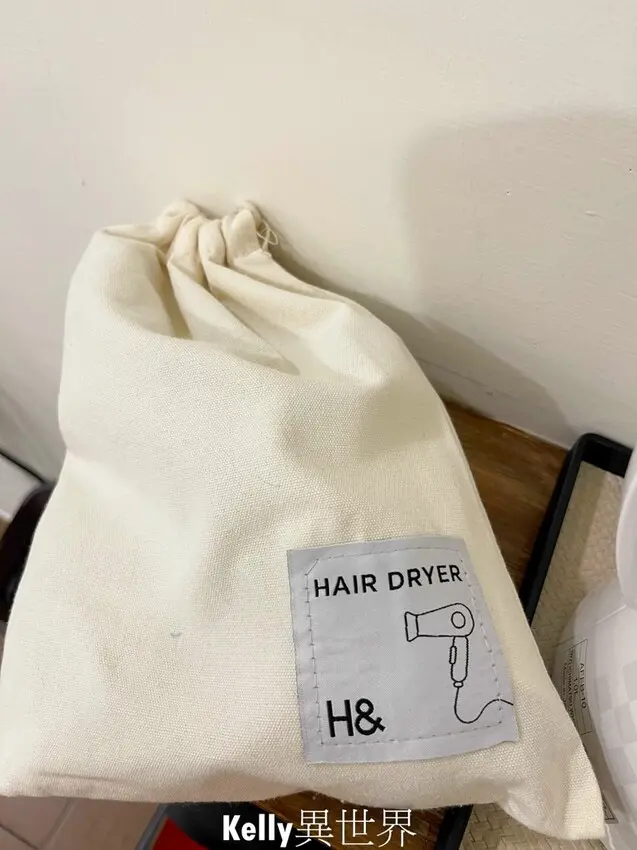 HAIR DRYER
H&
Kelly異世界